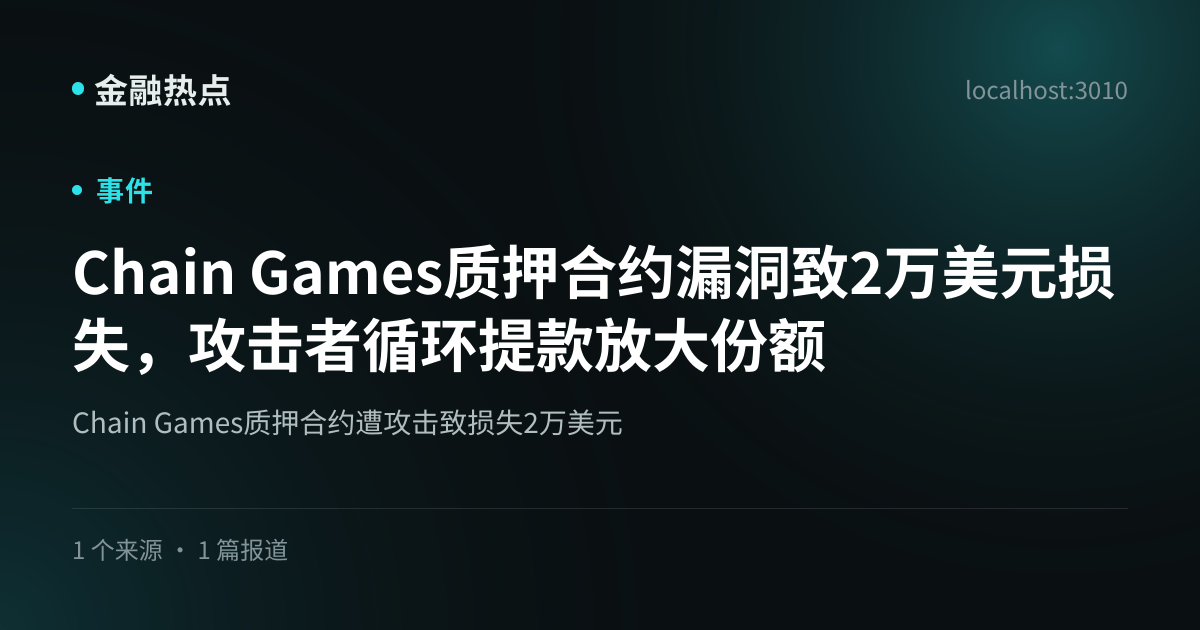 金融热点
localhost:3010
事件
Chain Games质押合约漏洞致2万美元损
失，攻击者循环提款放大份额
Chain Games质押合约遭攻击致损失2万美元
1 个来源 · 1 篇报道